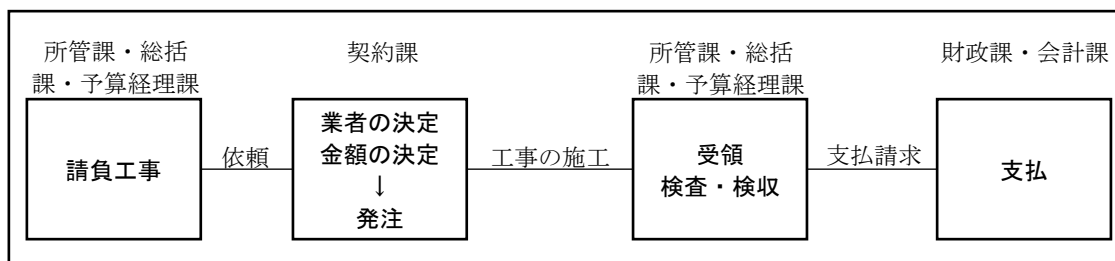 所管課・総括
課・予算経理課
契約課
所管課・総括
課・予算経理課
財政課・会計課
請負工事
依頼
業者の決定
金額の決定
↓
発注
工事の施工
受領
検査・検収
支払請求
支払